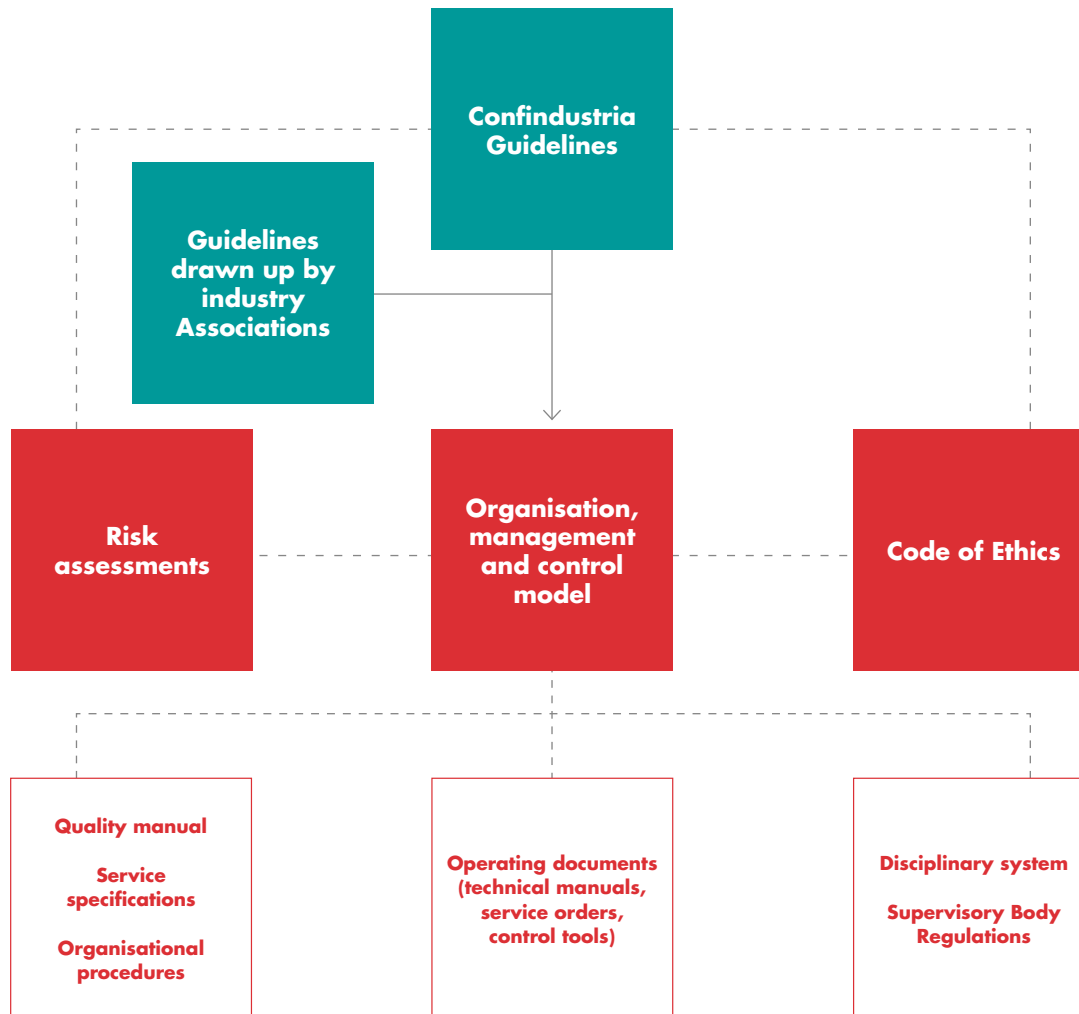 Confindustria
Guidelines
Guidelines
drawn up by
industry
Associations
Risk
assessments
Organisation,
management
and control
model
Code of Ethics
Quality manual
Service
specifications
Organisational
procedures
Operating documents
(technical manuals,
service orders,
control tools)
Disciplinary system
Supervisory Body
Regulations